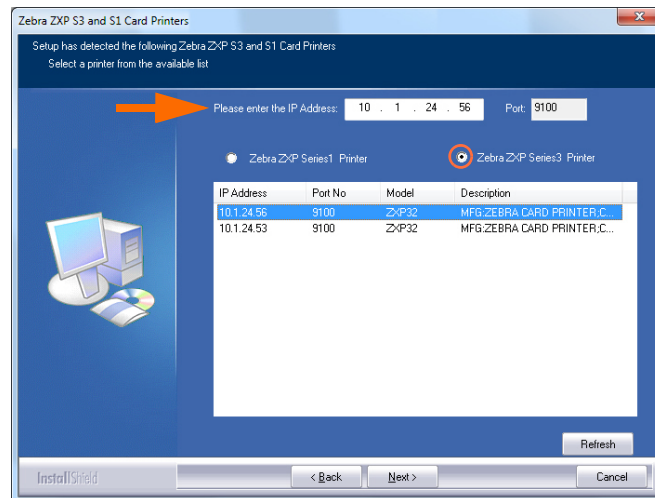 Zebra ZXP S3 and S1 Card Printers
Setup has detected the following Zebra ZXP S3 and S1 Card Printers
Select a printer from the available list
Please enter the IP Address: 10 . 1 . 24 . 56 Port: 9100
Zebra ZXP Series1 Printer Zebra ZXP Series3 Printer
IP Address Port No Model Description
10.1.24.56 9100 ZXP32 MFG:ZEBRA CARD PRINTER;C...
10.1.24.53 9100 ZXP32 MFG:ZEBRA CARD PRINTER;C...
Refresh
InstallShield < Back Next > Cancel